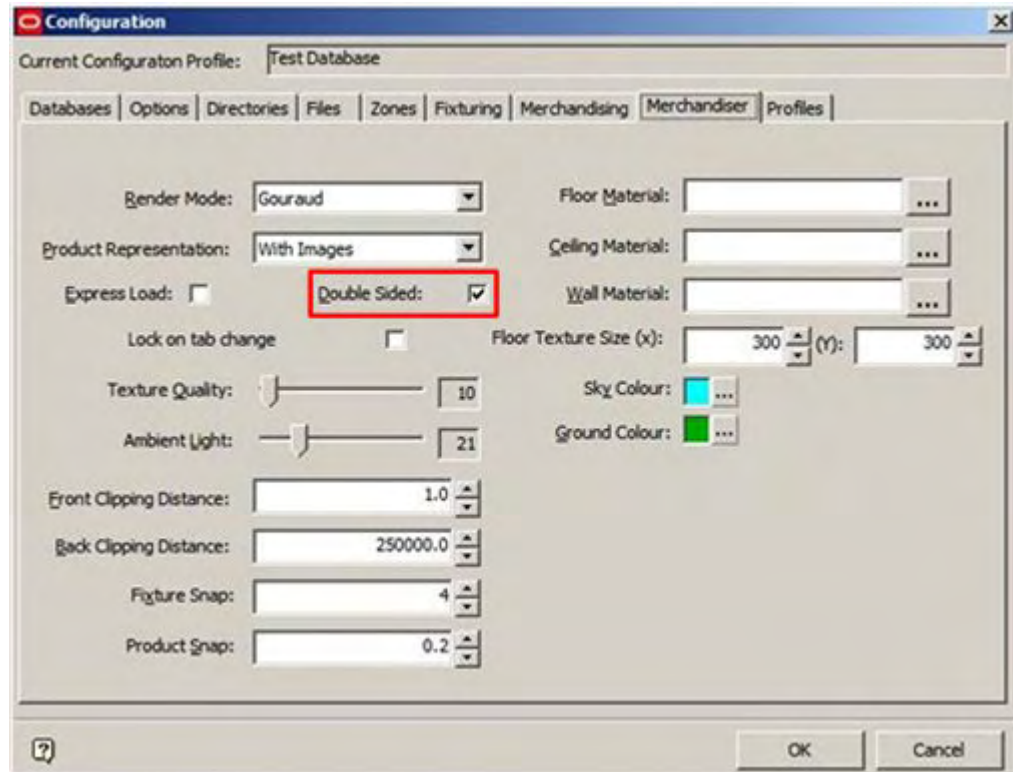 Configuration
Current Configuraton Profile: Test Database
Databases Options Directories Files Zones Fixturing Merchandising Merchandiser Profiles
Render Mode: Gouraud Floor Material: ...
Product Representation: With Images Ceiling Material: ...
Express Load: Double Sided: Wall Material: ...
Lock on tab change Floor Texture Size (x): 300 (Y): 300
Texture Quality: 10 Sky Colour: ...
Ambient Light: 21 Ground Colour: ...
Front Clipping Distance: 1.0
Back Clipping Distance: 250000.0
Fixture Snap: 4
Product Snap: 0.2
? OK Cancel